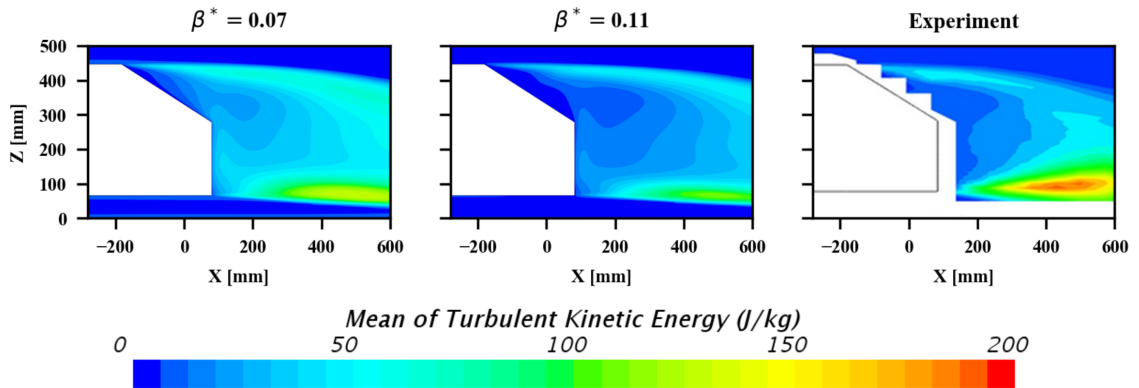 β* = 0.07
β* = 0.11
Experiment
500
400
300
200
100
0
Z [mm]
−200 0 200 400 600
−200 0 200 400 600
−200 0 200 400 600
X [mm]
X [mm]
X [mm]
Mean of Turbulent Kinetic Energy (J/kg)
0 50 100 150 200